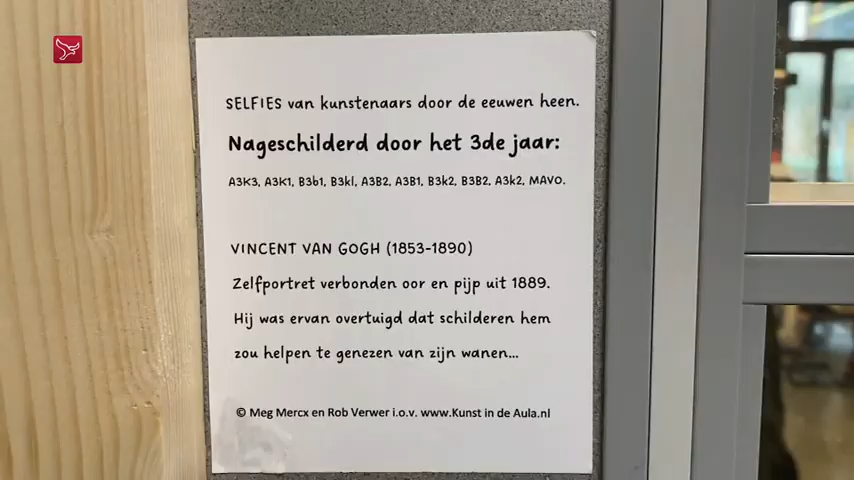 SELFIES van kunstenaars door de eeuwen heen.
Nageschilderd door het 3de jaar:
A3K3, A3K1, B3b1, B3kl, A3B2, A3B1, B3k2, B3B2, A3k2, MAVO.
VINCENT VAN GOGH (1853-1890)
Zelfportret verbonden oor en pijp uit 1889.
Hij was ervan overtuigd dat schilderen hem
zou helpen te genezen van zijn wanen...
© Meg Mercx en Rob Verwer i.o.v. www.Kunst in de Aula.nl